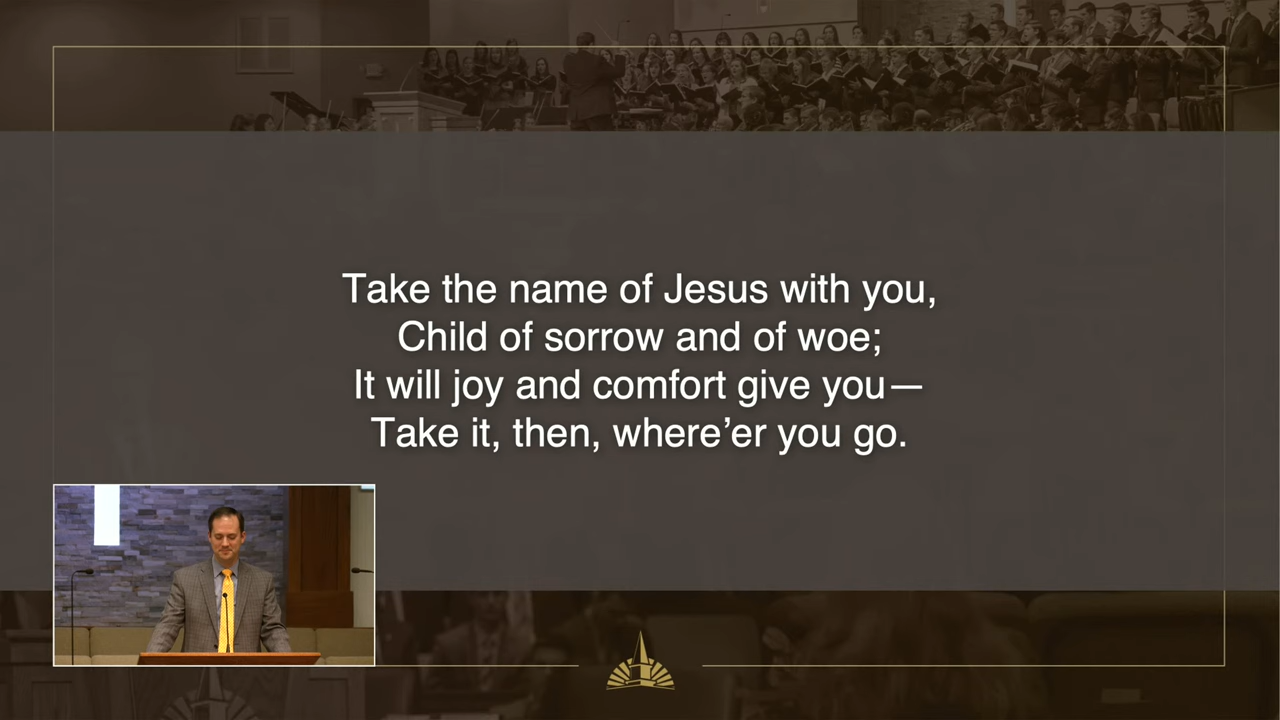 Take the name of Jesus with you,
Child of sorrow and of woe;
It will joy and comfort give you—
Take it, then, where’er you go.